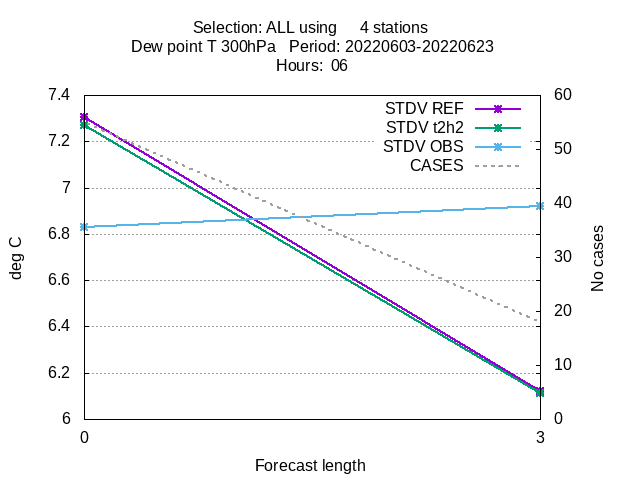 Selection: ALL using 4 stations
Dew point T 300hPa Period: 20220603-20220623
Hours: 06
7.4
7.2
7
6.8
6.6
6.4
6.2
6
60
50
40
30
20
10
0
STDV REF
STDV t2h2
STDV OBS
CASES
deg C
No cases
0
3
Forecast length